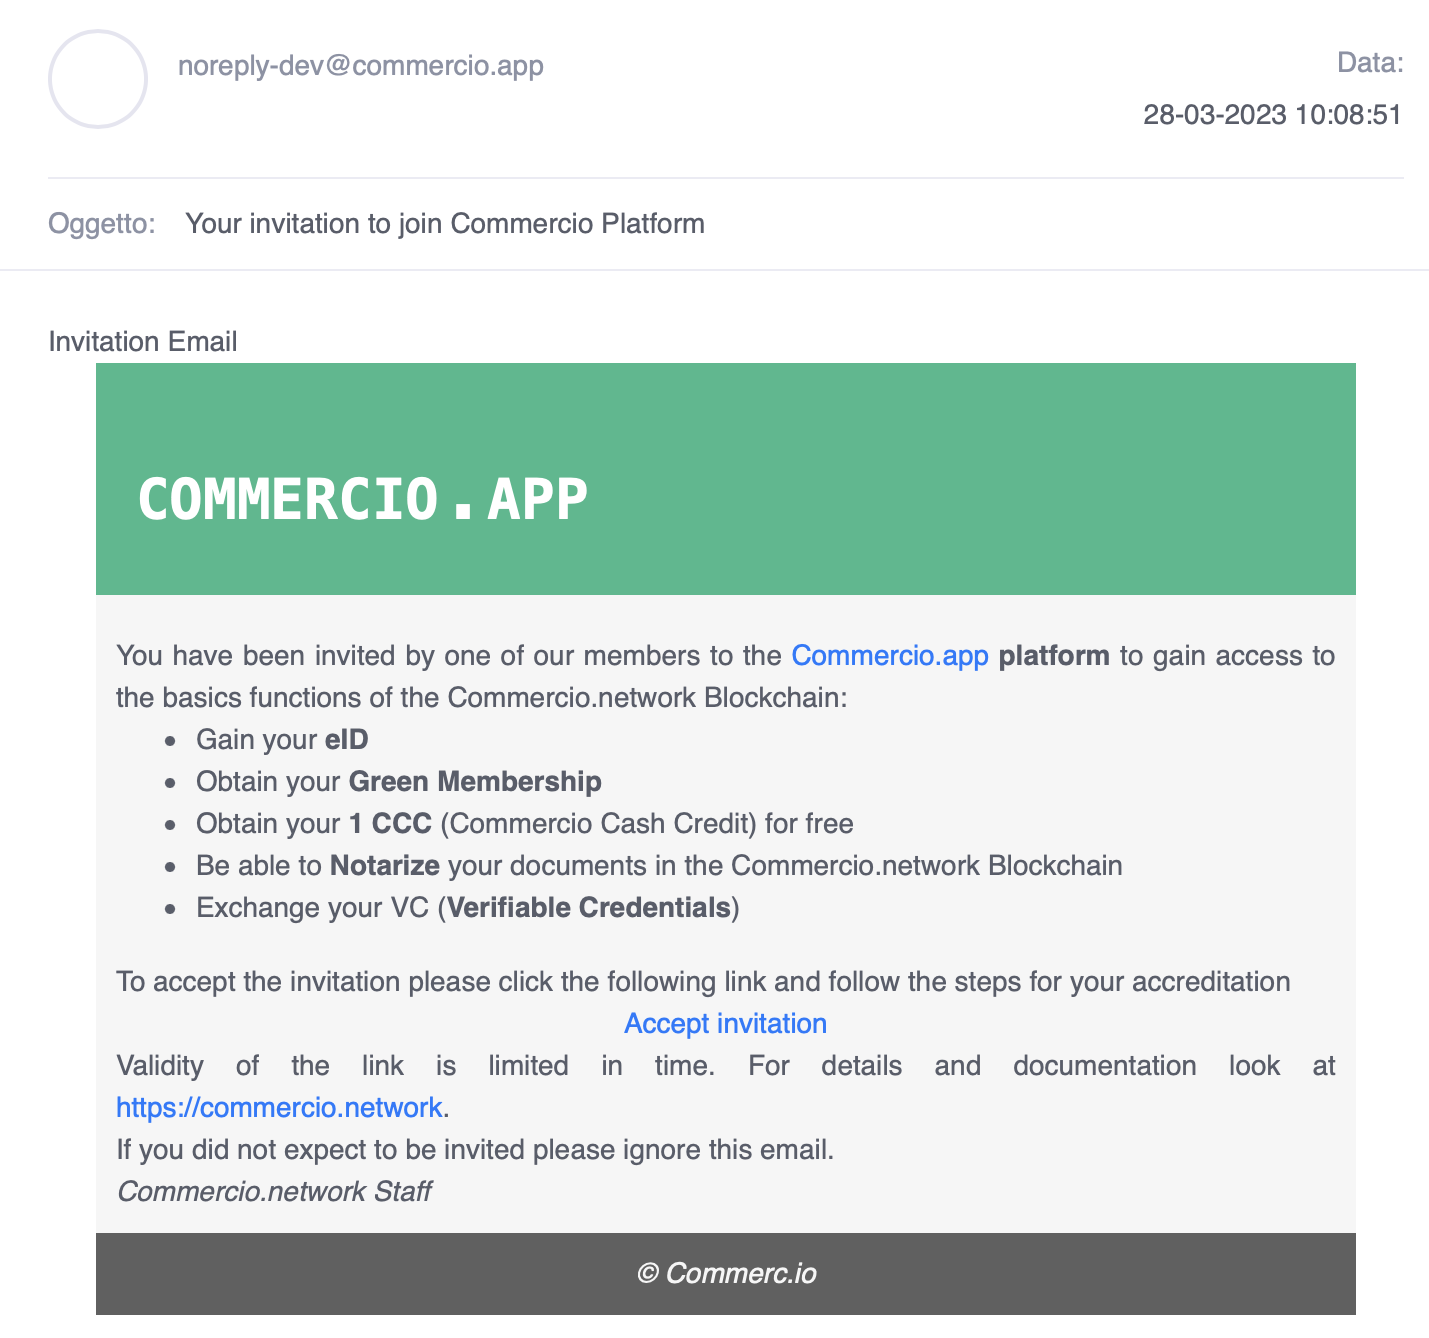 noreply-dev@commercio.app
Data:
28-03-2023 10:08:51
Oggetto: Your invitation to join Commercio Platform
Invitation Email
COMMERCIO.APP
You have been invited by one of our members to the Commercio.app platform to gain access to
the basics functions of the Commercio.network Blockchain:
• Gain your eID
• Obtain your Green Membership
• Obtain your 1 CCC (Commercio Cash Credit) for free
• Be able to Notarize your documents in the Commercio.network Blockchain
• Exchange your VC (Verifiable Credentials)
To accept the invitation please click the following link and follow the steps for your accreditation
Accept invitation
Validity of the link is limited in time. For details and documentation look at
https://commercio.network.
If you did not expect to be invited please ignore this email.
Commercio.network Staff
© Commerc.io